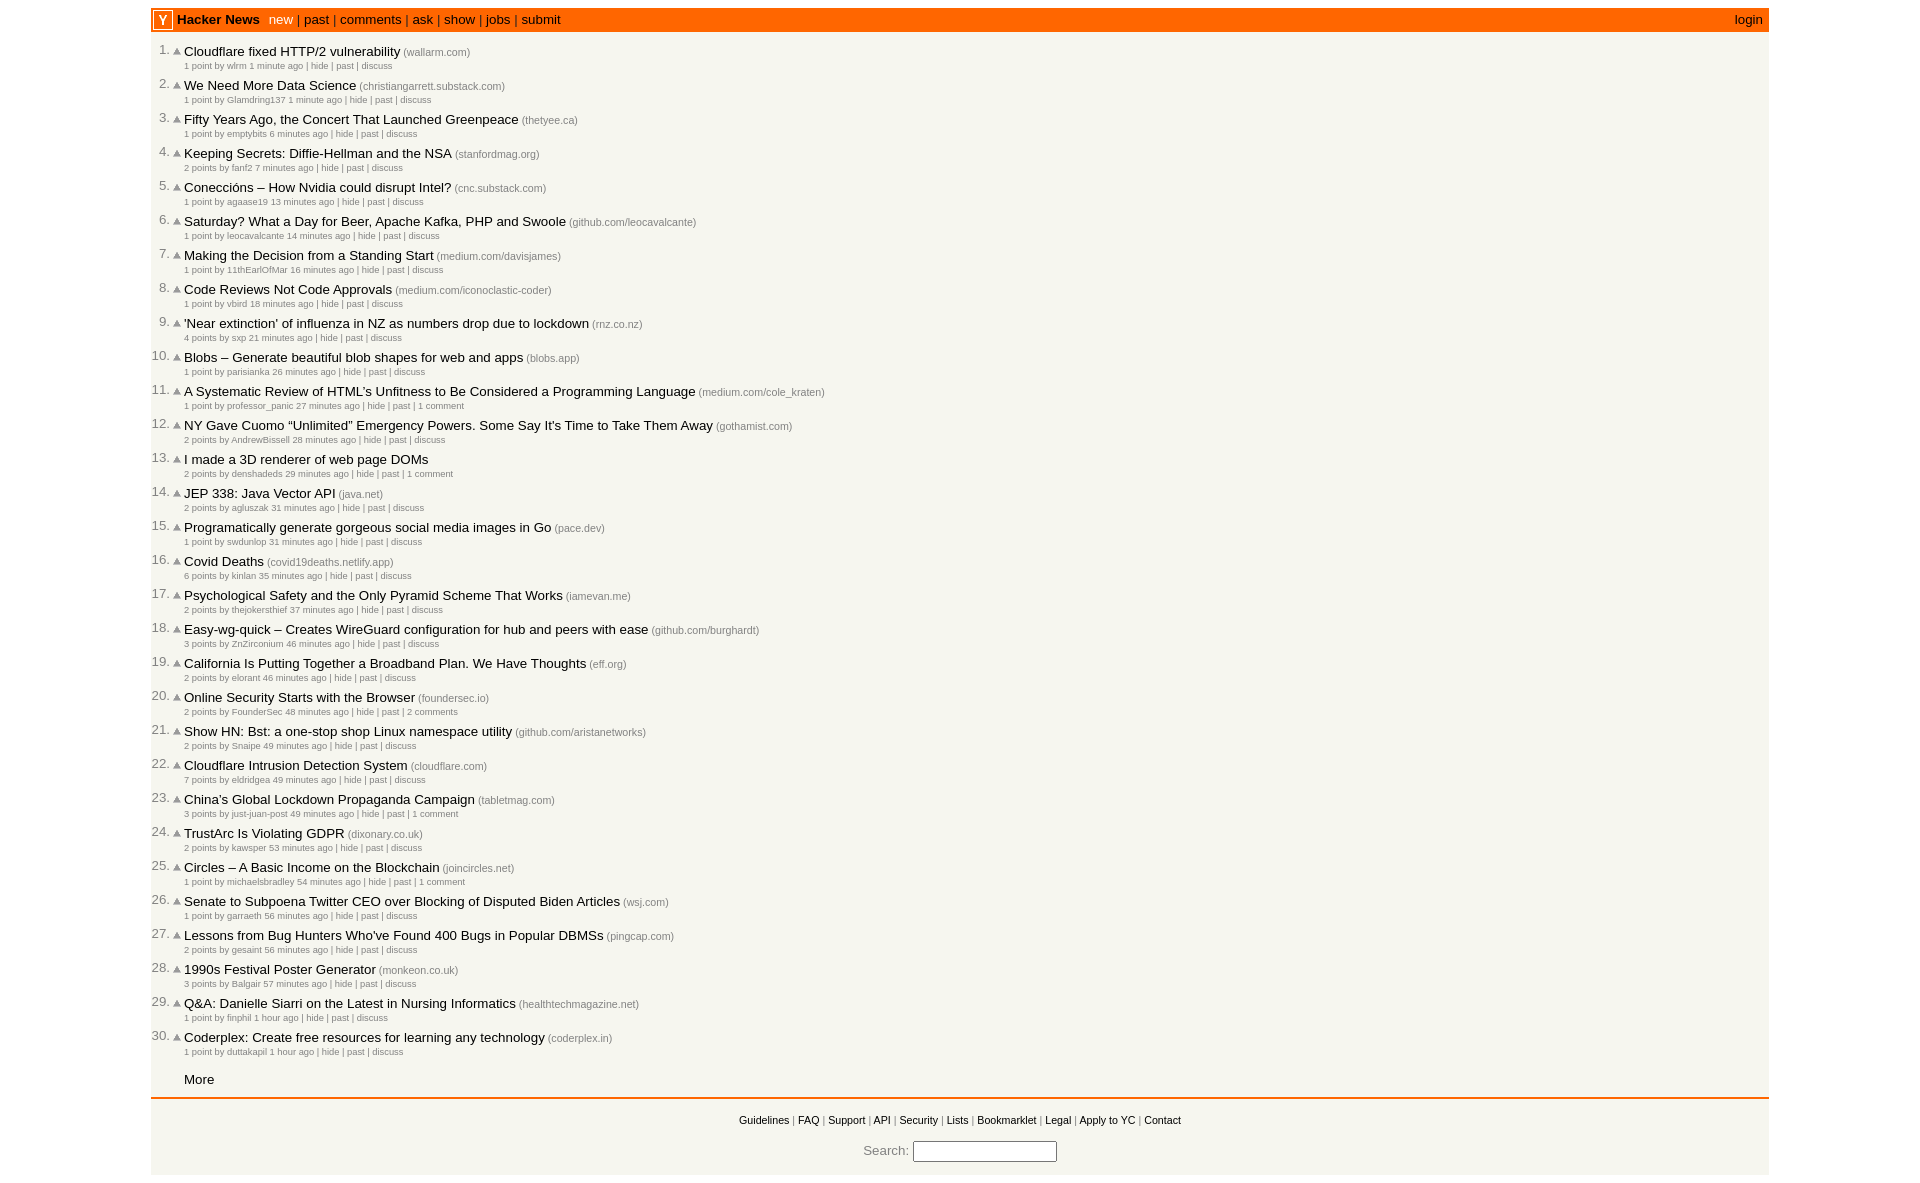 Y Hacker News new | past | comments | ask | show | jobs | submit login
1. Cloudflare fixed HTTP/2 vulnerability (wallarm.com)
1 point by wlrm 1 minute ago | hide | past | discuss
2. We Need More Data Science (christiangarrett.substack.com)
1 point by Glamdring137 1 minute ago | hide | past | discuss
3. Fifty Years Ago, the Concert That Launched Greenpeace (thetyee.ca)
1 point by emptybits 6 minutes ago | hide | past | discuss
4. Keeping Secrets: Diffie-Hellman and the NSA (stanfordmag.org)
2 points by fanf2 7 minutes ago | hide | past | discuss
5. Coneccións – How Nvidia could disrupt Intel? (cnc.substack.com)
1 point by agaase19 13 minutes ago | hide | past | discuss
6. Saturday? What a Day for Beer, Apache Kafka, PHP and Swoole (github.com/leocavalcante)
1 point by leocavalcante 14 minutes ago | hide | past | discuss
7. Making the Decision from a Standing Start (medium.com/davisjames)
1 point by 11thEarlOfMar 16 minutes ago | hide | past | discuss
8. Code Reviews Not Code Approvals (medium.com/iconoclastic-coder)
1 point by vbird 18 minutes ago | hide | past | discuss
9. 'Near extinction' of influenza in NZ as numbers drop due to lockdown (rnz.co.nz)
4 points by sxp 21 minutes ago | hide | past | discuss
10. Blobs – Generate beautiful blob shapes for web and apps (blobs.app)
1 point by parisianka 26 minutes ago | hide | past | discuss
11. A Systematic Review of HTML’s Unfitness to Be Considered a Programming Language (medium.com/cole_kraten)
1 point by professor_panic 27 minutes ago | hide | past | 1 comment
12. NY Gave Cuomo “Unlimited” Emergency Powers. Some Say It's Time to Take Them Away (gothamist.com)
2 points by AndrewBissell 28 minutes ago | hide | past | discuss
13. I made a 3D renderer of web page DOMs
2 points by denshadeds 29 minutes ago | hide | past | 1 comment
14. JEP 338: Java Vector API (java.net)
2 points by agluszak 31 minutes ago | hide | past | discuss
15. Programatically generate gorgeous social media images in Go (pace.dev)
1 point by swdunlop 31 minutes ago | hide | past | discuss
16. Covid Deaths (covid19deaths.netlify.app)
6 points by kinlan 35 minutes ago | hide | past | discuss
17. Psychological Safety and the Only Pyramid Scheme That Works (iamevan.me)
2 points by thejokersthief 37 minutes ago | hide | past | discuss
18. Easy-wg-quick – Creates WireGuard configuration for hub and peers with ease (github.com/burghardt)
3 points by ZnZirconium 46 minutes ago | hide | past | discuss
19. California Is Putting Together a Broadband Plan. We Have Thoughts (eff.org)
2 points by elorant 46 minutes ago | hide | past | discuss
20. Online Security Starts with the Browser (foundersec.io)
2 points by FounderSec 48 minutes ago | hide | past | 2 comments
21. Show HN: Bst: a one-stop shop Linux namespace utility (github.com/aristanetworks)
2 points by Snaipe 49 minutes ago | hide | past | discuss
22. Cloudflare Intrusion Detection System (cloudflare.com)
7 points by eldridgea 49 minutes ago | hide | past | discuss
23. China’s Global Lockdown Propaganda Campaign (tabletmag.com)
3 points by just-juan-post 49 minutes ago | hide | past | 1 comment
24. TrustArc Is Violating GDPR (dixonary.co.uk)
2 points by kawsper 53 minutes ago | hide | past | discuss
25. Circles – A Basic Income on the Blockchain (joincircles.net)
1 point by michaelsbradley 54 minutes ago | hide | past | 1 comment
26. Senate to Subpoena Twitter CEO over Blocking of Disputed Biden Articles (wsj.com)
1 point by garraeth 56 minutes ago | hide | past | discuss
27. Lessons from Bug Hunters Who've Found 400 Bugs in Popular DBMSs (pingcap.com)
2 points by gesaint 56 minutes ago | hide | past | discuss
28. 1990s Festival Poster Generator (monkeon.co.uk)
3 points by Balgair 57 minutes ago | hide | past | discuss
29. Q&A: Danielle Siarri on the Latest in Nursing Informatics (healthtechmagazine.net)
1 point by finphil 1 hour ago | hide | past | discuss
30. Coderplex: Create free resources for learning any technology (coderplex.in)
1 point by duttakapil 1 hour ago | hide | past | discuss
More
Guidelines | FAQ | Support | API | Security | Lists | Bookmarklet | Legal | Apply to YC | Contact
Search: